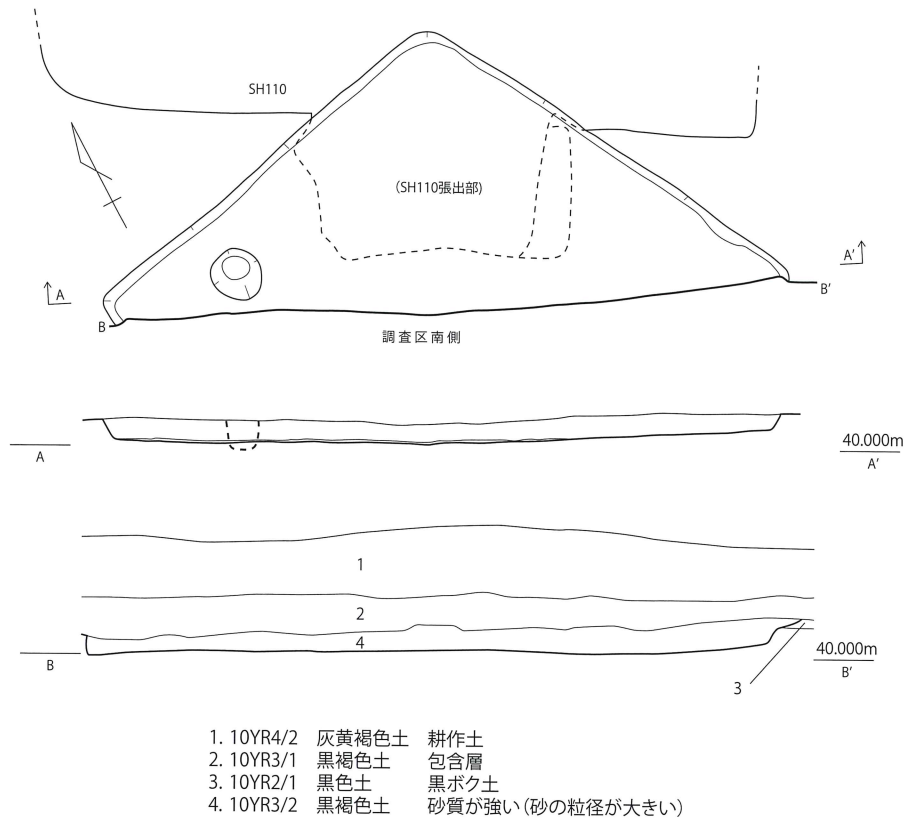 SH110
(SH110張出部)
A
A’
B
B’
調査区南側
A
40.000m
A’
1
2
4
B
40.000m
B’
3
1. 10YR4/2 灰黄褐色土 耕作土
2. 10YR3/1 黒褐色土 包含層
3. 10YR2/1 黒色土 黒ボク土
4. 10YR3/2 黒褐色土 砂質が強い(砂の粒径が大きい)